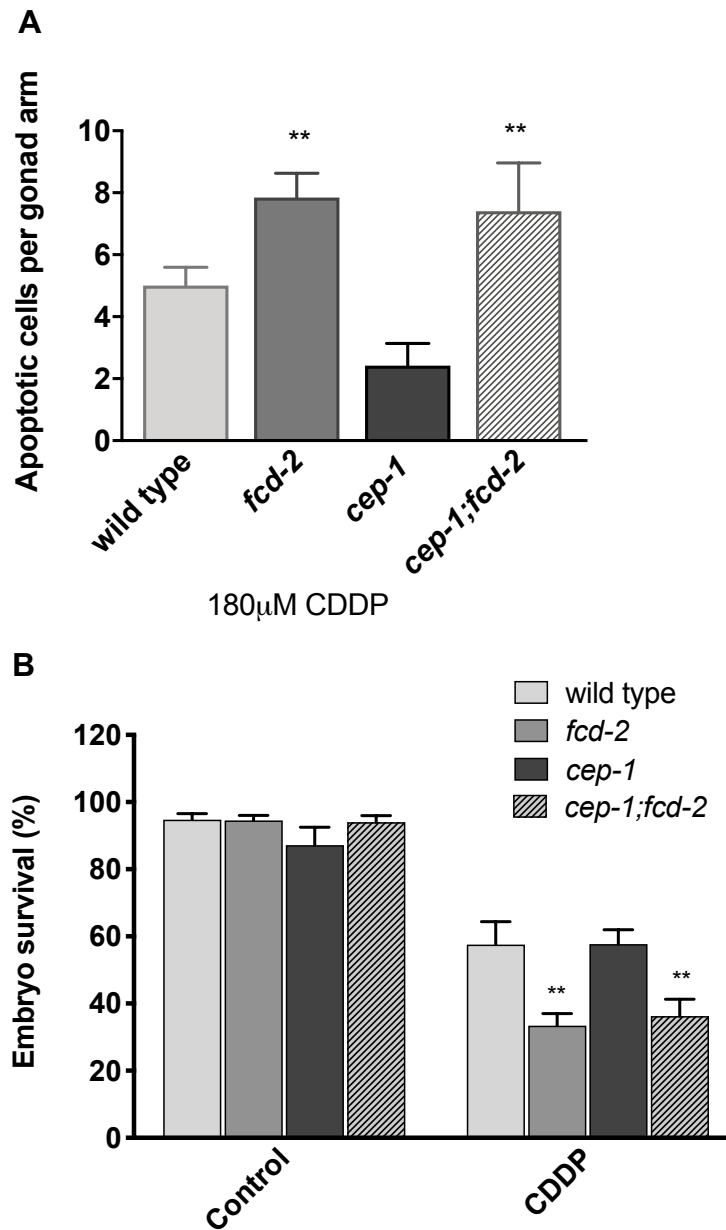 A
Apoptotic cells per gonad arm
10
8
6
4
2
0
**
**
wild type
fcd-2
cep-1
cep-1;fcd-2
180μM CDDP
B
wild type
fcd-2
cep-1
cep-1;fcd-2
Embryo survival (%)
120
100
80
60
40
20
0
**
**
Control
CDDP